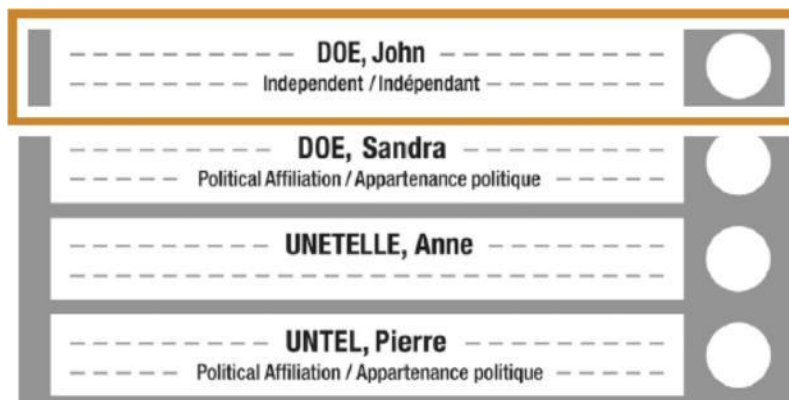 DOE, John
Independent / Indépendant
DOE, Sandra
Political Affiliation / Appartenance politique
UNETELLE, Anne
UNTEL, Pierre
Political Affiliation / Appartenance politique